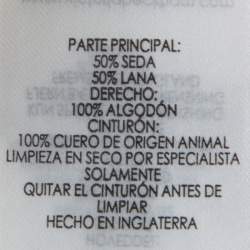 PARTE PRINCIPAL:
50% SEDA
50% LANA
DERECHO:
100% ALGODÓN
CINTURÓN:
100% CUERO DE ORIGEN ANIMAL
LIMPIEZA EN SECO POR ESPECIALISTA
SOLAMENTE
QUITAR EL CINTURÓN ANTES DE
LIMPIAR
HECHO EN INGLATERRA